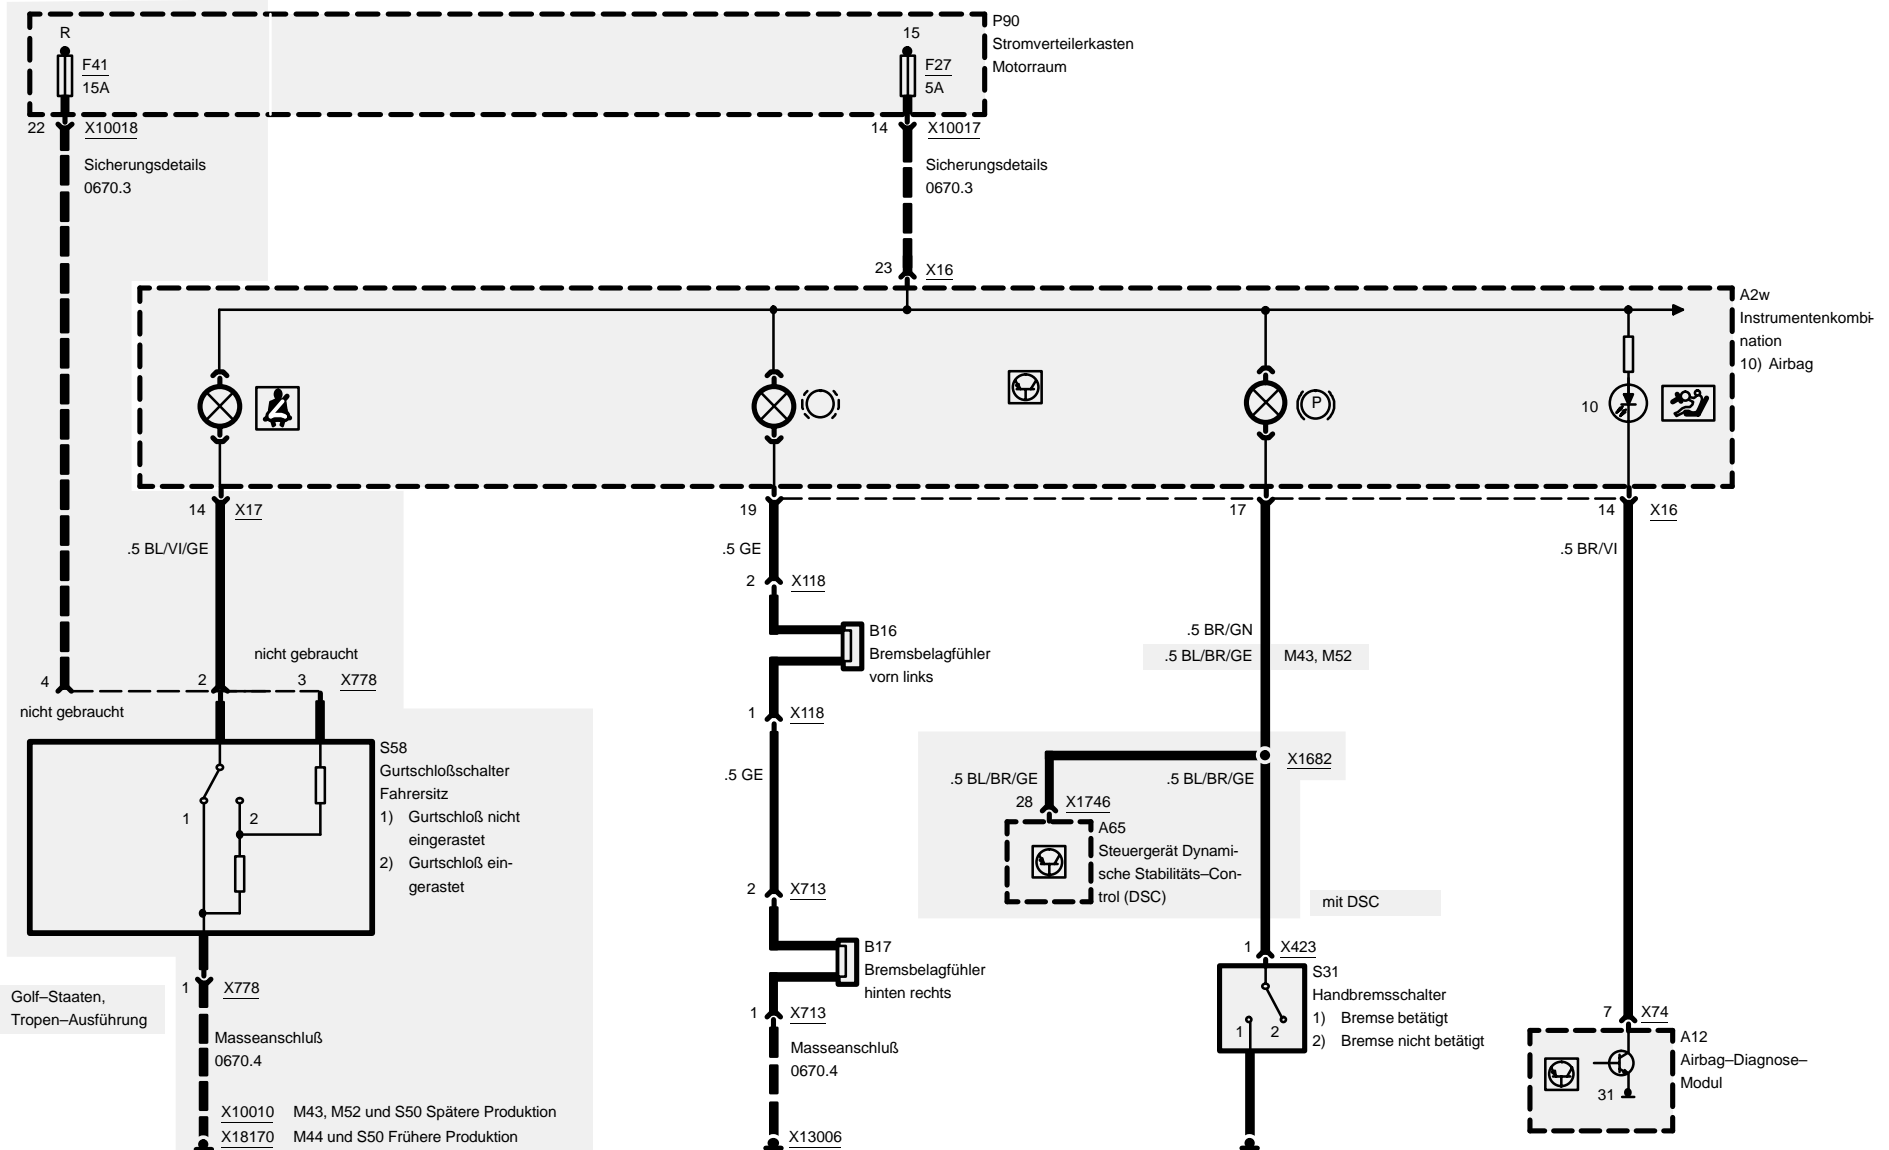 R
F41
15A
15
F27
5A
P90
Stromverteilerkasten
Motorraum
22
X10018
14
X10017
Sicherungsdetails
0670.3
Sicherungsdetails
0670.3
23
X16
A2w
Instrumentenkombi-
nation
10) Airbag
P
10
14
X17
19
17
14
X16
.5 BL/VI/GE
.5 GE
.5 BR/VI
2
X118
B16
Bremsbelagfühler
vorn links
.5 BR/GN
.5 BL/BR/GE
M43, M52
nicht gebraucht
4
2
3
X778
nicht gebraucht
1
X118
S58
Gurtschloßschalter
Fahrersitz
1) Gurtschloß nicht
eingerastet
2) Gurtschloß ein-
gerastet
1
2
.5 GE
X1682
.5 BL/BR/GE
.5 BL/BR/GE
28
X1746
A65
Steuergerät Dynami-
sche Stabilitäts–Con-
trol (DSC)
mit DSC
2
X713
B17
Bremsbelagfühler
hinten rechts
1
X713
1
X423
S31
Handbremsschalter
1) Bremse betätigt
2) Bremse nicht betätigt
1
2
1
X778
Golf–Staaten,
Tropen–Ausführung
Masseanschluß
0670.4
Masseanschluß
0670.4
7
X74
A12
Airbag–Diagnose–
Modul
31
X10010 M43, M52 und S50 Spätere Produktion
X18170 M44 und S50 Frühere Produktion
X13006